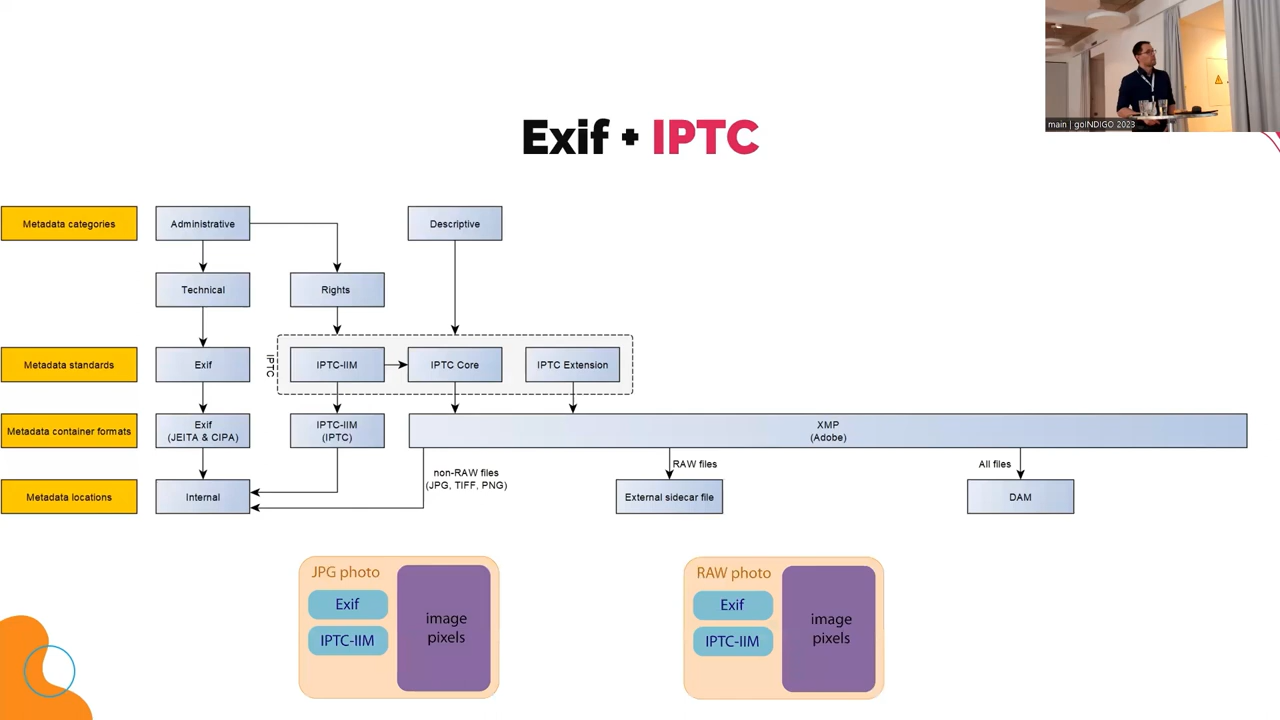 main | goINDIGO 2023
Exif + IPTC
Metadata categories
Administrative
Descriptive
Technical
Rights
IPTC
Metadata standards
Exif
IPTC-IIM
IPTC Core
IPTC Extension
Metadata container formats
Exif
(JEITA & CIPA)
IPTC-IIM
(IPTC)
XMP
(Adobe)
non-RAW files
(JPG, TIFF, PNG)
RAW files
All files
Metadata locations
Internal
External sidecar file
DAM
JPG photo
Exif
IPTC-IIM
image
pixels
RAW photo
Exif
IPTC-IIM
image
pixels